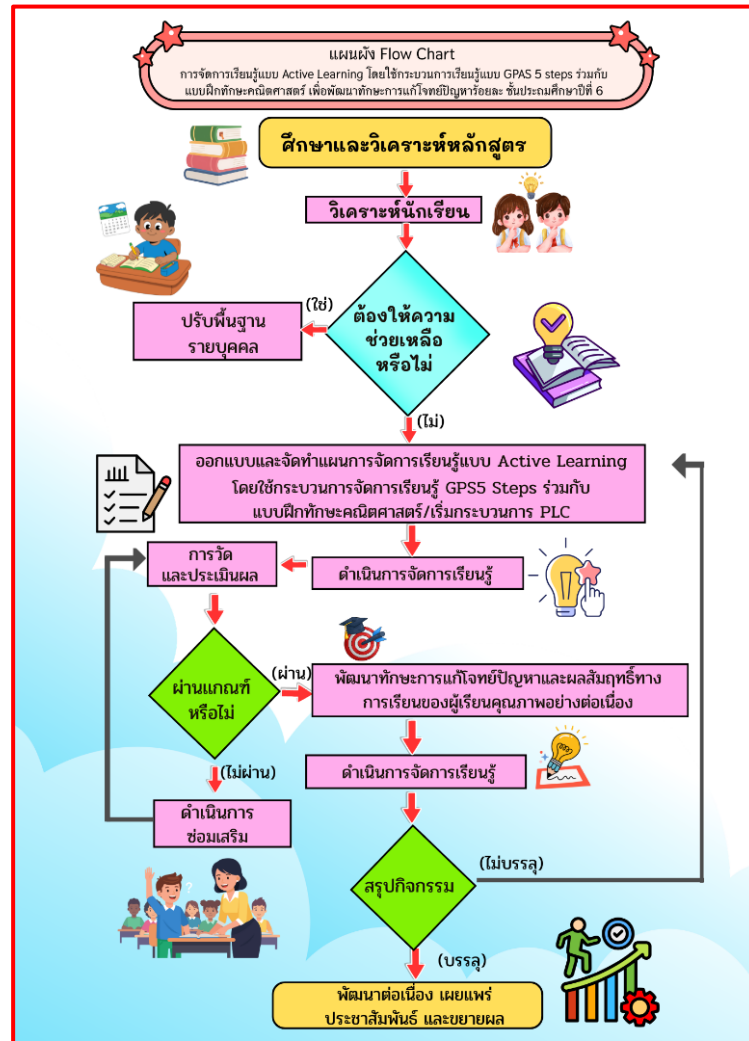 แผนผัง Flow Chart
การจัดการเรียนรู้แบบ Active Learning โดยใช้กระบวนการเรียนรู้แบบ GPAS 5 steps ร่วมกับ
แบบฝึกทักษะคณิตศาสตร์ เพื่อพัฒนาทักษะการแก้โจทย์ปัญหาร้อยละ ชั้นประถมศึกษาปีที่ 6
ศึกษาและวิเคราะห์หลักสูตร
วิเคราะห์นักเรียน
ต้องให้ความ
ช่วยเหลือ
หรือไม่
(ใช่)
ปรับพื้นฐาน
รายบุคคล
(ไม่)
ออกแบบและจัดทำแผนการจัดการเรียนรู้แบบ Active Learning
โดยใช้กระบวนการจัดการเรียนรู้ GPS5 Steps ร่วมกับ
แบบฝึกทักษะคณิตศาสตร์/เริ่มกระบวนการ PLC
ดำเนินการจัดการเรียนรู้
การวัด
และประเมินผล
ผ่านแกณฑ์
หรือไม่
(ผ่าน)
พัฒนาทักษะการแก้โจทย์ปัญหาและผลสัมฤทธิ์ทาง
การเรียนของผู้เรียนคุณภาพอย่างต่อเนื่อง
(ไม่ผ่าน)
ดำเนินการ
ซ่อมเสริม
ดำเนินการจัดการเรียนรู้
สรุปกิจกรรม
(ไม่บรรลุ)
(บรรลุ)
พัฒนาต่อเนื่อง เผยแพร่
ประชาสัมพันธ์ และขยายผล